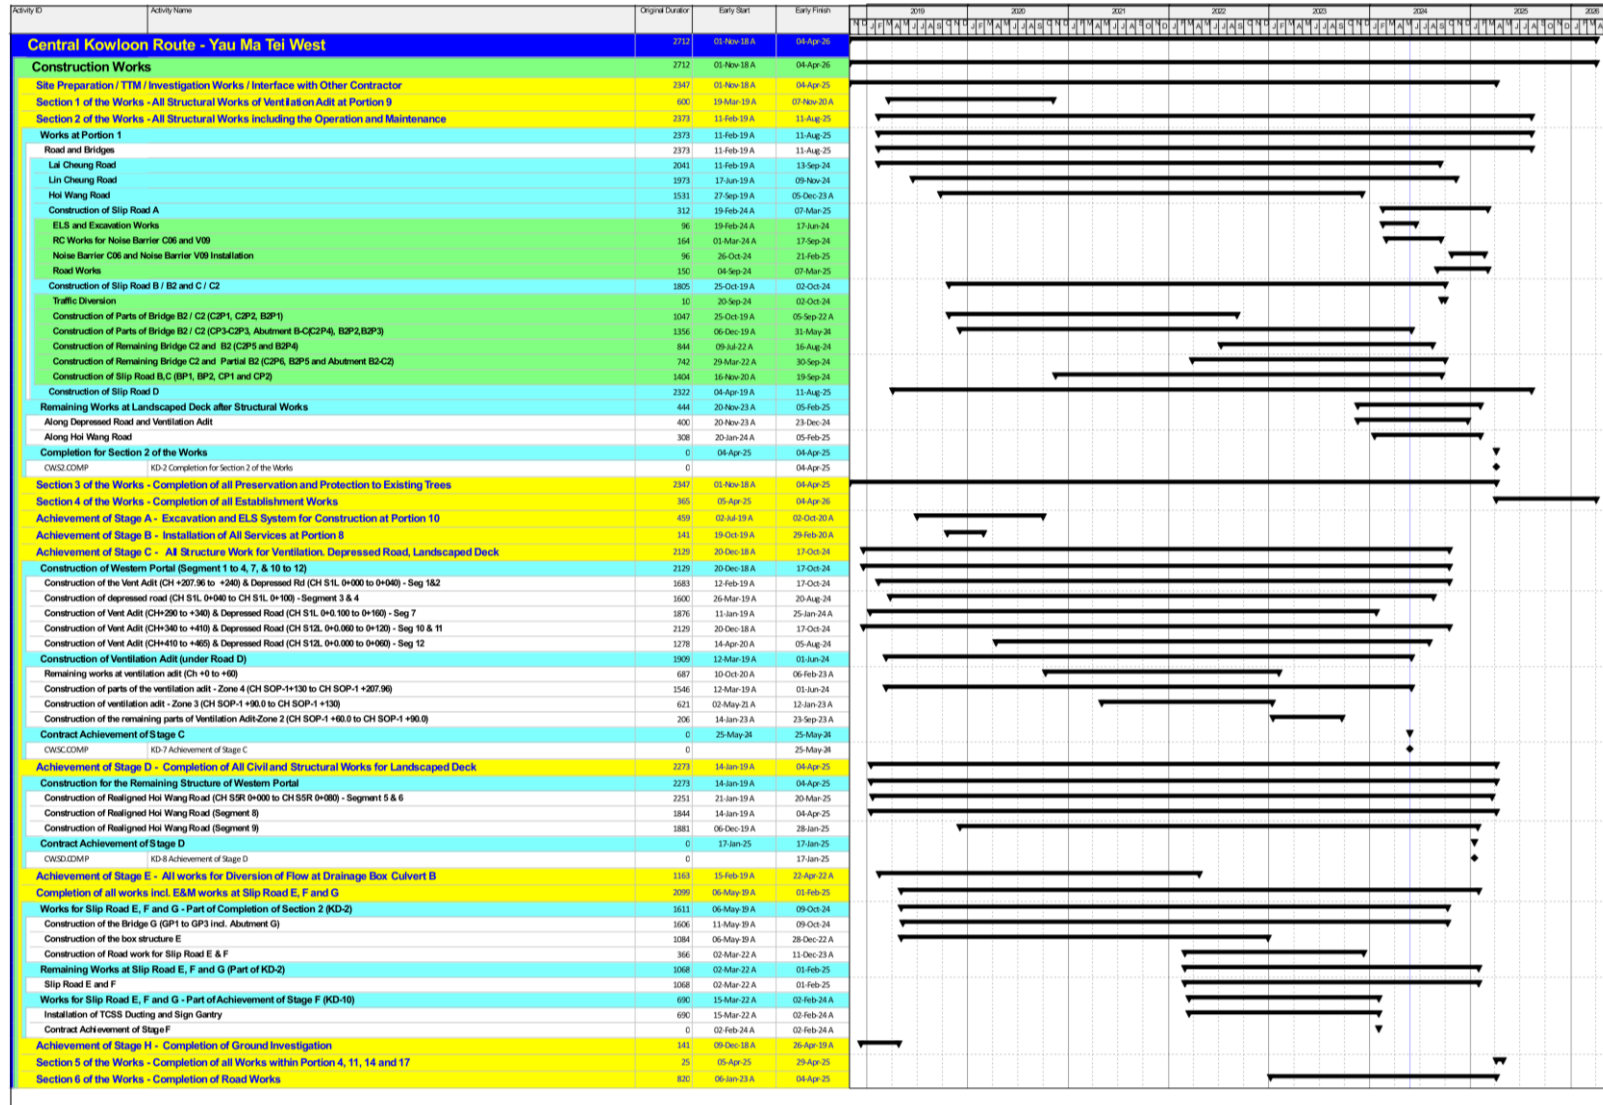 Activity ID Activity Name Original Duration Early Start Early Finish 2019 2020 2021 2022 2023 2024 2025 2026
Central Kowloon Route - Yau Ma Tei West 2712 01-Nov-18 A 04-Apr-26
Construction Works 2712 01-Nov-18 A 04-Apr-26
Site Preparation / TTM / Investigation Works / Interface with Other Contractor 2347 01-Nov-18 A 04-Apr-25
Section 1 of the Works - All Structural Works of Ventilation Adit at Portion 9 600 19-Mar-19 A 07-Nov-20 A
Section 2 of the Works - All Structural Works including the Operation and Maintenance 2373 11-Feb-19 A 11-Aug-25
Works at Portion 1 2373 11-Feb-19 A 11-Aug-25
Road and Bridges 2373 11-Feb-19 A 11-Aug-25
Lai Cheung Road 2041 11-Feb-19 A 13-Sep-24
Lin Cheung Road 1973 17-Jun-19 A 09-Nov-24
Hoi Wang Road 1531 27-Sep-19 A 05-Dec-23 A
Construction of Slip Road A 312 19-Feb-24 A 07-Mar-25
ELS and Excavation Works 96 19-Feb-24 A 17-Jun-24
RC Works for Noise Barrier C06 and V09 164 01-Mar-24 A 17-Sep-24
Noise Barrier C06 and Noise Barrier V09 Installation 96 26-Oct-24 21-Feb-25
Road Works 150 04-Sep-24 07-Mar-25
Construction of Slip Road B / B2 and C / C2 1805 25-Oct-19 A 02-Oct-24
Traffic Diversion 10 20-Sep-24 02-Oct-24
Construction of Parts of Bridge B2 / C2 (C2P1, C2P2, B2P1) 1047 25-Oct-19 A 05-Sep-22 A
Construction of Parts of Bridge B2 / C2 (CP3-C2P3, Abutment B-C(C2P4), B2P2,B2P3) 1356 06-Dec-19 A 31-May-24
Construction of Remaining Bridge C2 and B2 (C2P5 and B2P4) 844 09-Jul-22 A 16-Aug-24
Construction of Remaining Bridge C2 and Partial B2 (C2P6, B2P5 and Abutment B2-C2) 742 29-Mar-22 A 30-Sep-24
Construction of Slip Road B,C (BP1, BP2, CP1 and CP2) 1404 16-Nov-20 A 19-Sep-24
Construction of Slip Road D 2322 04-Apr-19 A 11-Aug-25
Remaining Works at Landscaped Deck after Structural Works 444 20-Nov-23 A 05-Feb-25
Along Depressed Road and Ventilation Adit 400 20-Nov-23 A 23-Dec-24
Along Hoi Wang Road 308 20-Jan-24 A 05-Feb-25
Completion for Section 2 of the Works 0 04-Apr-25 04-Apr-25
CW.S2.COMP KD-2 Completion for Section 2 of the Works 0 04-Apr-25
Section 3 of the Works - Completion of all Preservation and Protection to Existing Trees 2347 01-Nov-18 A 04-Apr-25
Section 4 of the Works - Completion of all Establishment Works 365 05-Apr-25 04-Apr-26
Achievement of Stage A - Excavation and ELS System for Construction at Portion 10 459 02-Jul-19 A 02-Oct-20 A
Achievement of Stage B - Installation of All Services at Portion 8 141 19-Oct-19 A 29-Feb-20 A
Achievement of Stage C - All Structure Work for Ventilation. Depressed Road, Landscaped Deck 2129 20-Dec-18 A 17-Oct-24
Construction of Western Portal (Segment 1 to 4, 7, & 10 to 12) 2129 20-Dec-18 A 17-Oct-24
Construction of the Vent Adit (CH +207.96 to +240) & Depressed Rd (CH S1L 0+000 to 0+040) - Seg 1&2 1683 12-Feb-19 A 17-Oct-24
Construction of depressed road (CH S1L 0+040 to CH S1L 0+100) - Segment 3 & 4 1600 26-Mar-19 A 20-Aug-24
Construction of Vent Adit (CH+290 to +340) & Depressed Road (CH S1L 0+0.100 to 0+160) - Seg 7 1876 11-Jan-19 A 25-Jan-24 A
Construction of Vent Adit (CH+340 to +410) & Depressed Road (CH S12L 0+0.060 to 0+120) - Seg 10 & 11 2129 20-Dec-18 A 17-Oct-24
Construction of Vent Adit (CH+410 to +465) & Depressed Road (CH S12L 0+0.000 to 0+060) - Seg 12 1278 14-Apr-20 A 05-Aug-24
Construction of Ventilation Adit (under Road D) 1909 12-Mar-19 A 01-Jun-24
Remaining works at ventilation adit (Ch +0 to +60) 687 10-Oct-20 A 06-Feb-23 A
Construction of parts of the ventilation adit - Zone 4 (CH SOP-1+130 to CH SOP-1 +207.96) 1546 12-Mar-19 A 01-Jun-24
Construction of ventilation adit - Zone 3 (CH SOP-1 +90.0 to CH SOP-1 +130) 621 02-May-21 A 12-Jan-23 A
Construction of the remaining parts of Ventilation Adit-Zone 2 (CH SOP-1 +60.0 to CH SOP-1 +90.0) 206 14-Jan-23 A 23-Sep-23 A
Contract Achievement of Stage C 0 25-May-24 25-May-24
CW.SC.COMP KD-7 Achievement of Stage C 0 25-May-24
Achievement of Stage D - Completion of All Civil and Structural Works for Landscaped Deck 2273 14-Jan-19 A 04-Apr-25
Construction for the Remaining Structure of Western Portal 2273 14-Jan-19 A 04-Apr-25
Construction of Realigned Hoi Wang Road (CH S5R 0+000 to CH S5R 0+080) - Segment 5 & 6 2251 21-Jan-19 A 20-Mar-25
Construction of Realigned Hoi Wang Road (Segment 8) 1844 14-Jan-19 A 04-Apr-25
Construction of Realigned Hoi Wang Road (Segment 9) 1881 06-Dec-19 A 28-Jan-25
Contract Achievement of Stage D 0 17-Jan-25 17-Jan-25
CW.SD.COMP KD-8 Achievement of Stage D 0 17-Jan-25
Achievement of Stage E - All works for Diversion of Flow at Drainage Box Culvert B 1163 15-Feb-19 A 22-Apr-22 A
Completion of all works incl. E&M works at Slip Road E, F and G 2099 06-May-19 A 01-Feb-25
Works for Slip Road E, F and G - Part of Completion of Section 2 (KD-2) 1611 06-May-19 A 09-Oct-24
Construction of the Bridge G (GP1 to GP3 incl. Abutment G) 1606 11-May-19 A 09-Oct-24
Construction of the box structure E 1084 06-May-19 A 28-Dec-22 A
Construction of Road work for Slip Road E & F 366 02-Mar-22 A 11-Dec-23 A
Remaining Works at Slip Road E, F and G (Part of KD-2) 1068 02-Mar-22 A 01-Feb-25
Slip Road E and F 1068 02-Mar-22 A 01-Feb-25
Works for Slip Road E, F and G - Part of Achievement of Stage F (KD-10) 690 15-Mar-22 A 02-Feb-24 A
Installation of TCSS Ducting and Sign Gantry 690 15-Mar-22 A 02-Feb-24 A
Contract Achievement of Stage F 0 02-Feb-24 A 02-Feb-24 A
Achievement of Stage H - Completion of Ground Investigation 141 09-Dec-18 A 26-Apr-19 A
Section 5 of the Works - Completion of all Works within Portion 4, 11, 14 and 17 25 05-Apr-25 29-Apr-25
Section 6 of the Works - Completion of Road Works 820 06-Jan-23 A 04-Apr-25